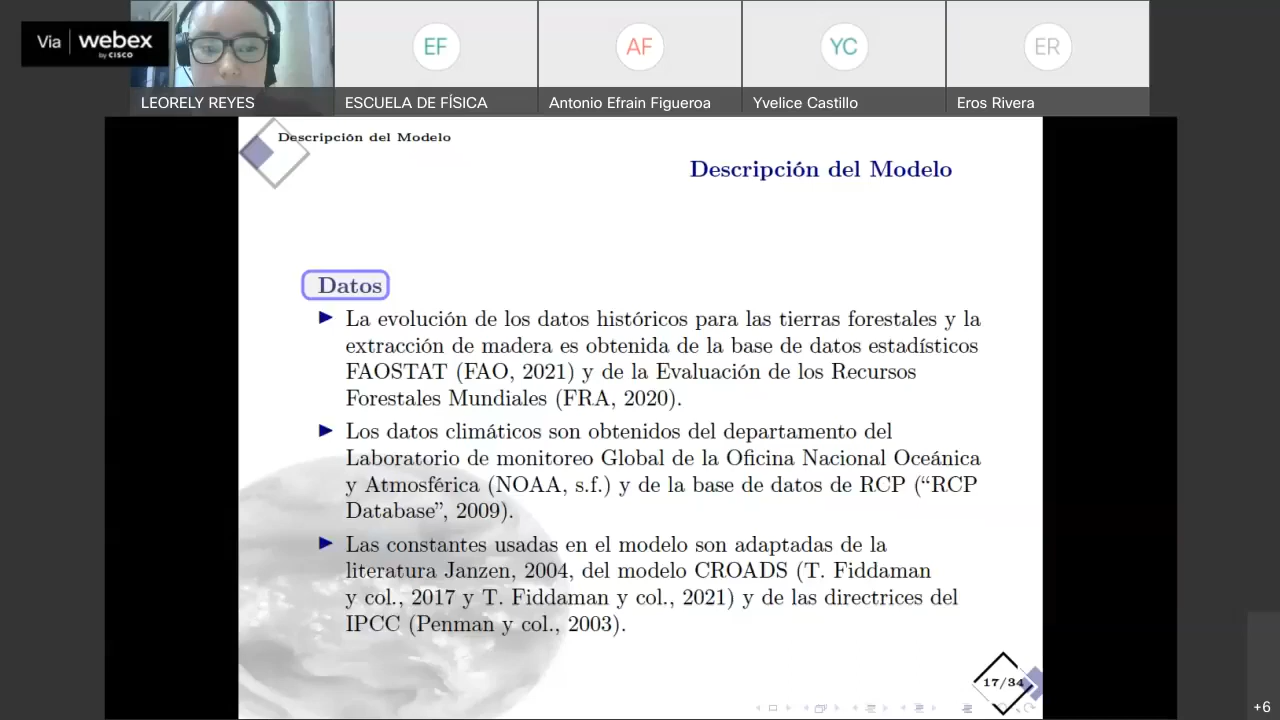 Via webex
by CISCO
EF
AF
YC
ER
LEORELY REYES
ESCUELA DE FÍSICA
Antonio Efrain Figueroa
Yvelice Castillo
Eros Rivera
Descripción del Modelo
Descripción del Modelo
Datos
La evolución de los datos históricos para las tierras forestales y la
extracción de madera es obtenida de la base de datos estadísticos
FAOSTAT (FAO, 2021) y de la Evaluación de los Recursos
Forestales Mundiales (FRA, 2020).
Los datos climáticos son obtenidos del departamento del
Laboratorio de monitoreo Global de la Oficina Nacional Oceánica
y Atmosférica (NOAA, s.f.) y de la base de datos de RCP (“RCP
Database”, 2009).
Las constantes usadas en el modelo son adaptadas de la
literatura Janzen, 2004, del modelo CROADS (T. Fiddaman
y col., 2017 y T. Fiddaman y col., 2021) y de las directrices del
IPCC (Penman y col., 2003).
17/34
+6